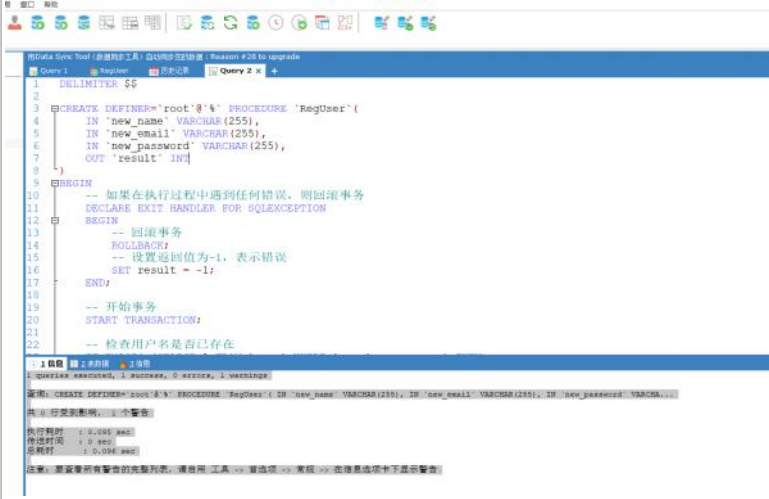 窗口 帮助
用Data Sync Tool (数据同步工具) 自动同步您的数据 : Reason #28 to upgrade
Query 1 RegUser 历史记录 Query 2 × +
1 DELIMITER $$
2
3 CREATE DEFINER=`root`@`%` PROCEDURE `RegUser`(
4 IN `new_name` VARCHAR(255),
5 IN `new_email` VARCHAR(255),
6 IN `new_password` VARCHAR(255),
7 OUT `result` INT
8 )
9 BEGIN
10 -- 如果在执行过程中遇到任何错误，则回滚事务
11 DECLARE EXIT HANDLER FOR SQLEXCEPTION
12 BEGIN
13 -- 回滚事务
14 ROLLBACK;
15 -- 设置返回值为-1，表示错误
16 SET result = -1;
17 END;
18
19 -- 开始事务
20 START TRANSACTION;
21
22 -- 检查用户名是否已存在
1 信息 2 表数据 3 信息
1 queries executed, 1 success, 0 errors, 1 warnings
查询: CREATE DEFINER=`root`@`%` PROCEDURE `RegUser`( IN `new_name` VARCHAR(255), IN `new_email` VARCHAR(255), IN `new_password` VARCHA...
共 0 行受到影响, 1 个警告
执行耗时 : 0.095 sec
传送时间 : 0 sec
总耗时 : 0.096 sec
注意: 要查看所有警告的完整列表，请启用 工具 -> 首选项 -> 常规 -> 在信息选项卡下显示警告